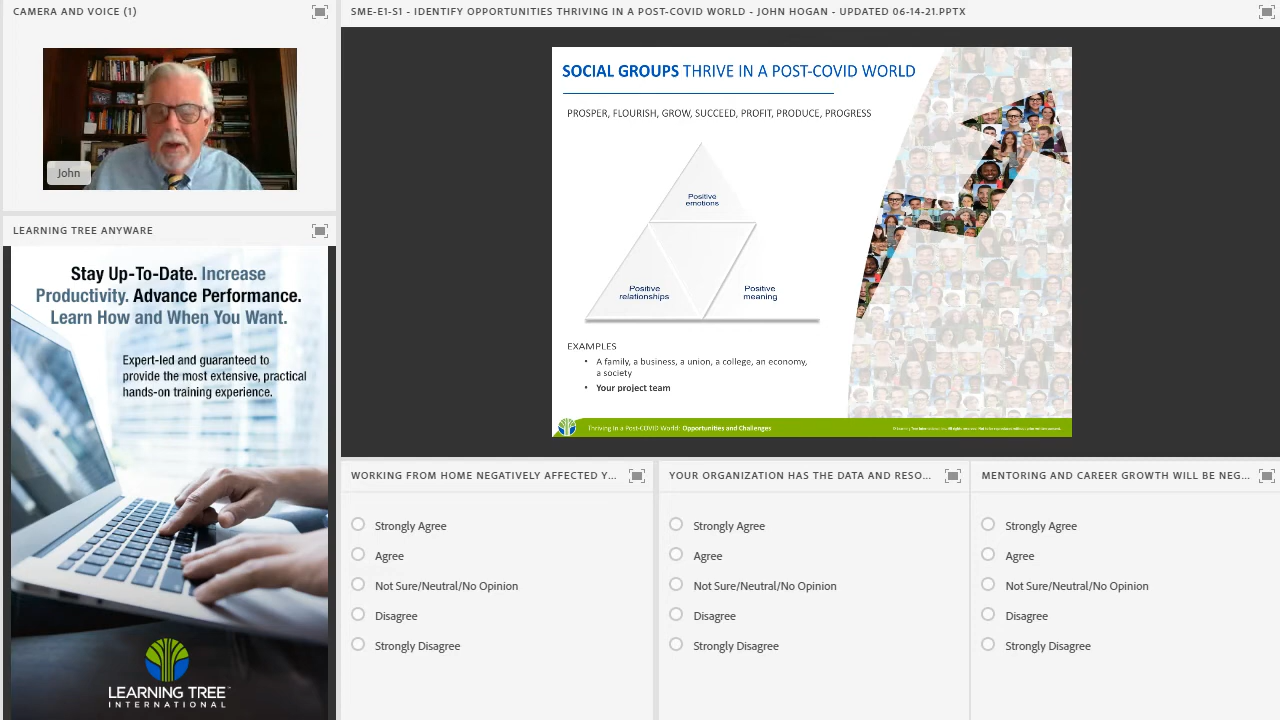 CAMERA AND VOICE (1)
John
LEARNING TREE ANYWARE
Stay Up-To-Date. Increase
Productivity. Advance Performance.
Learn How and When You Want.
Expert-led and guaranteed to
provide the most extensive, practical
hands-on training experience.
LEARNING TREE™
INTERNATIONAL
SME-E1-S1 - IDENTIFY OPPORTUNITIES THRIVING IN A POST-COVID WORLD - JOHN HOGAN - UPDATED 06-14-21.PPTX
SOCIAL GROUPS THRIVE IN A POST-COVID WORLD
PROSPER, FLOURISH, GROW, SUCCEED, PROFIT, PRODUCE, PROGRESS
Positive
emotions
Positive
relationships
Positive
meaning
EXAMPLES
• A family, a business, a union, a college, an economy,
a society
• Your project team
Thriving in a Post-COVID World: Opportunities and Challenges
WORKING FROM HOME NEGATIVELY AFFECTED Y...
Strongly Agree
Agree
Not Sure/Neutral/No Opinion
Disagree
Strongly Disagree
YOUR ORGANIZATION HAS THE DATA AND RESO...
Strongly Agree
Agree
Not Sure/Neutral/No Opinion
Disagree
Strongly Disagree
MENTORING AND CAREER GROWTH WILL BE NEG...
Strongly Agree
Agree
Not Sure/Neutral/No Opinion
Disagree
Strongly Disagree